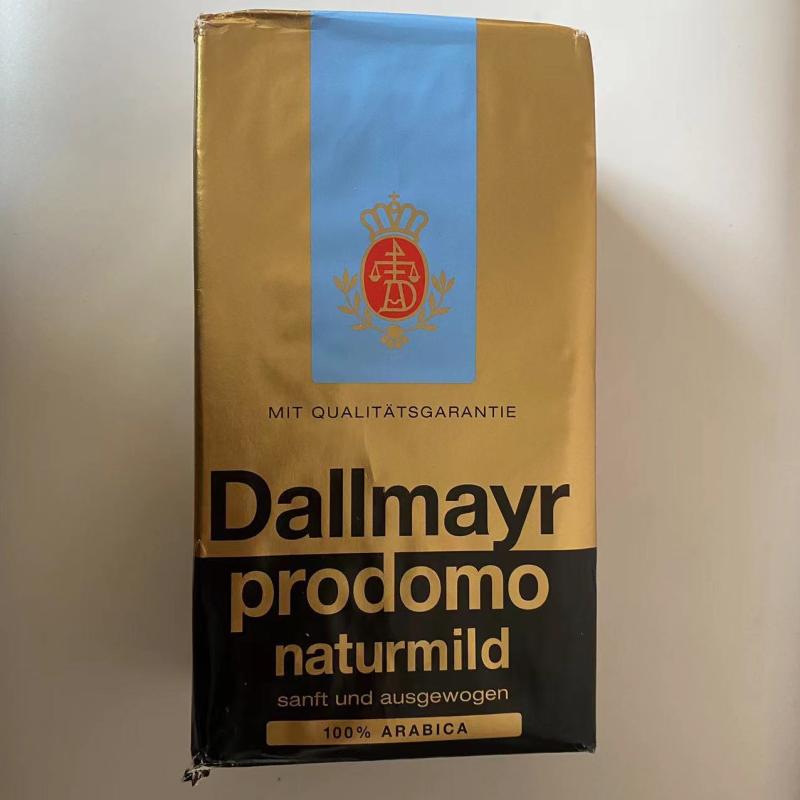 MIT QUALITÄTSGARANTIE
Dallmayr
prodomo
naturmild
sanft und ausgewogen
100% ARABICA